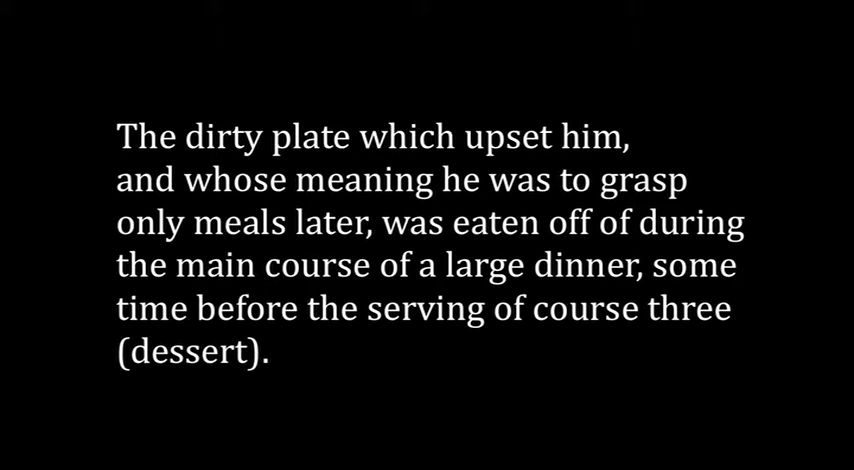 The dirty plate which upset him,
and whose meaning he was to grasp
only meals later, was eaten off of during
the main course of a large dinner, some
time before the serving of course three
(dessert).